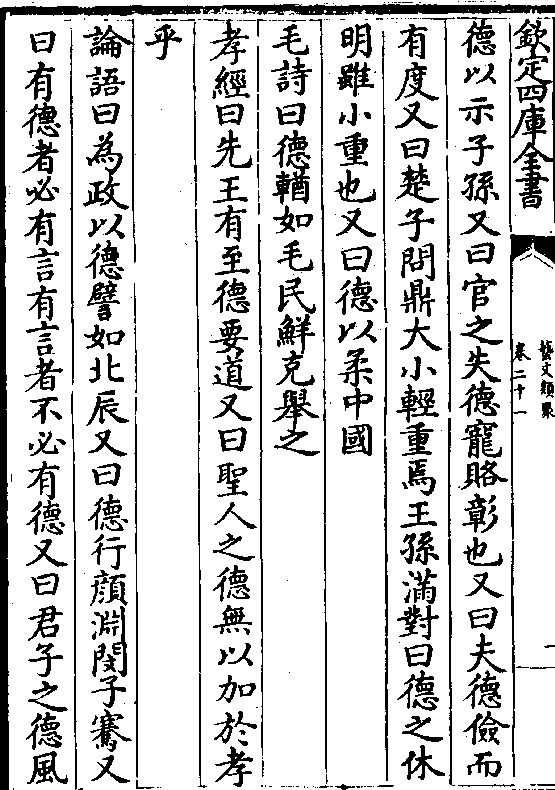 欽定四庫全書
藝文類聚
卷二十一
一
德以示子孫又曰官之失德寵賂彰也又曰夫德儉而
有度又曰楚子問鼎大小輕重焉王孫滿對曰德之休
明雖小重也又曰德以柔中國
毛詩曰德輶如毛民鮮克舉之
孝經曰先王有至德要道又曰聖人之德無以加於孝
乎
論語曰為政以德譬如北辰又曰德行顔淵閔子騫又
曰有德者必有言有言者不必有德又曰君子之德風